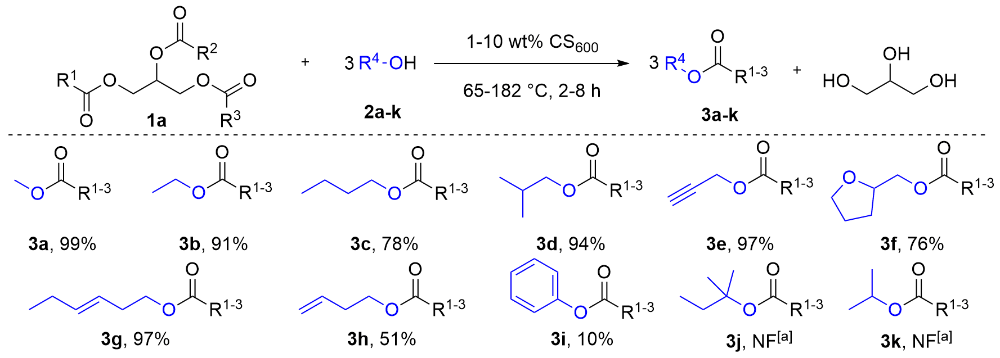 O
O
R²
R¹
O
O
O
O
R³
1a
+
3 R⁴-OH
2a-k
1-10 wt% CS₆₀₀
65-182 °C, 2-8 h
3 R⁴
O
O
R¹⁻³
3a-k
+
OH
HO
OH
O
O
R¹⁻³
O
O
R¹⁻³
O
O
R¹⁻³
O
O
R¹⁻³
O
O
R¹⁻³
O
O
O
R¹⁻³
3a, 99%
3b, 91%
3c, 78%
3d, 94%
3e, 97%
3f, 76%
O
O
R¹⁻³
O
O
R¹⁻³
O
O
R¹⁻³
O
O
R¹⁻³
O
O
R¹⁻³
3g, 97%
3h, 51%
3i, 10%
3j, NF[a]
3k, NF[a]